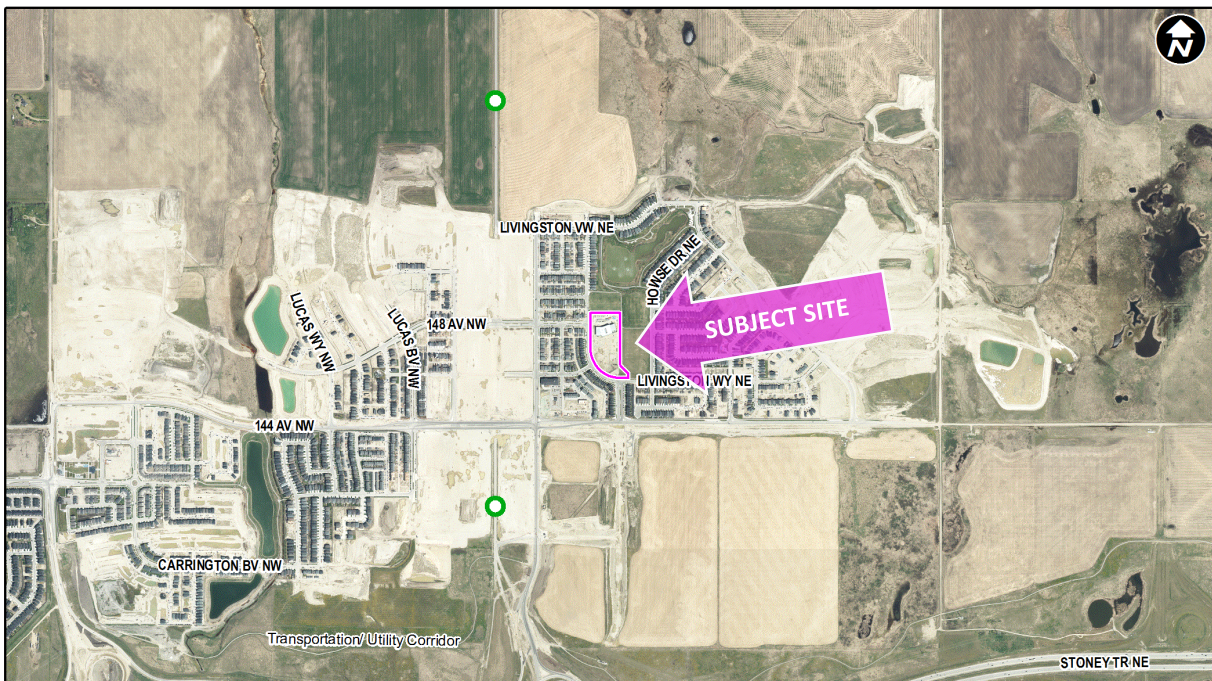 N
LIVINGSTON VW NE
HOWSE DR NE
LUCAS WY NW
LUCAS BV NW
148 AV NW
SUBJECT SITE
LIVINGSTON WY NE
144 AV NW
CARRINGTON BV NW
Transportation/ Utility Corridor
STONEY TR NE